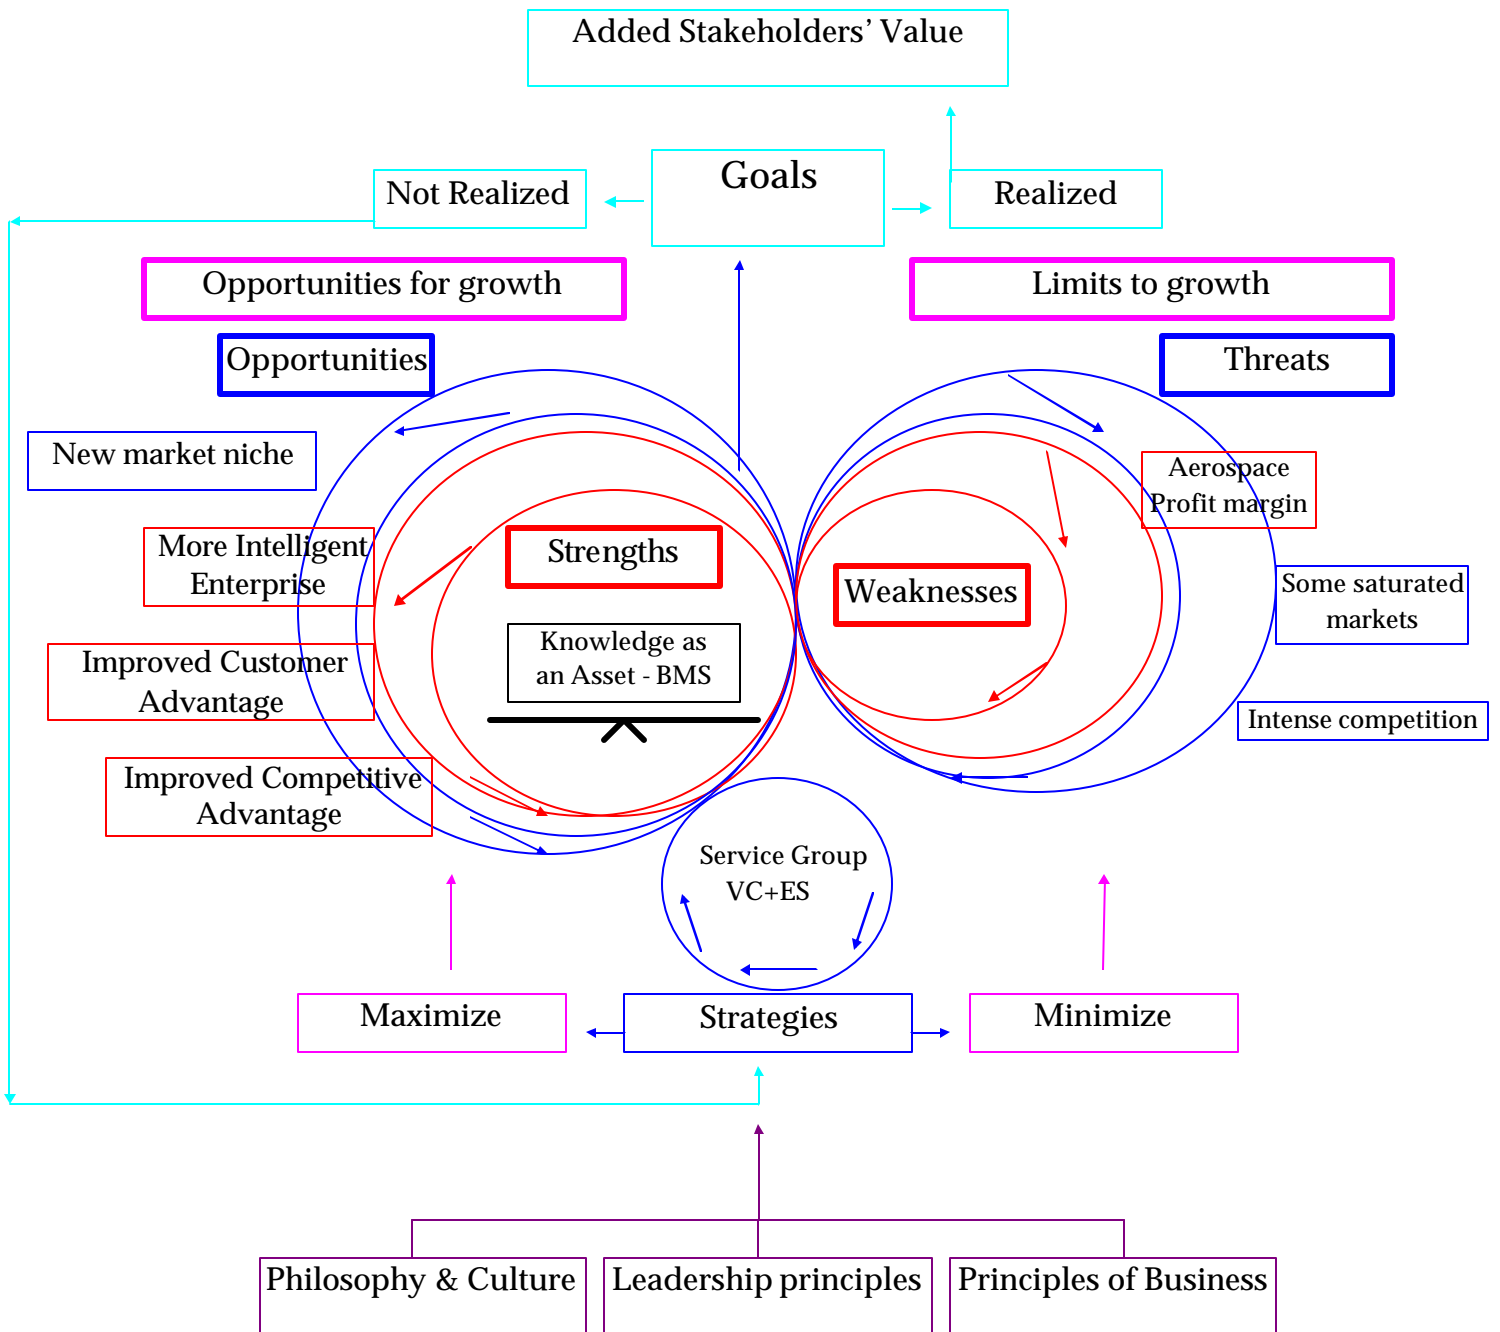 Added Stakeholders’ Value
Goals
Not Realized
Realized
Opportunities for growth
Limits to growth
Opportunities
Threats
New market niche
Aerospace
Profit margin
More Intelligent
Enterprise
Strengths
Weaknesses
Some saturated
markets
Knowledge as
an Asset - BMS
Improved Customer
Advantage
Intense competition
Improved Competitive
Advantage
Service Group
VC+ES
Maximize
Strategies
Minimize
Philosophy & Culture
Leadership principles
Principles of Business